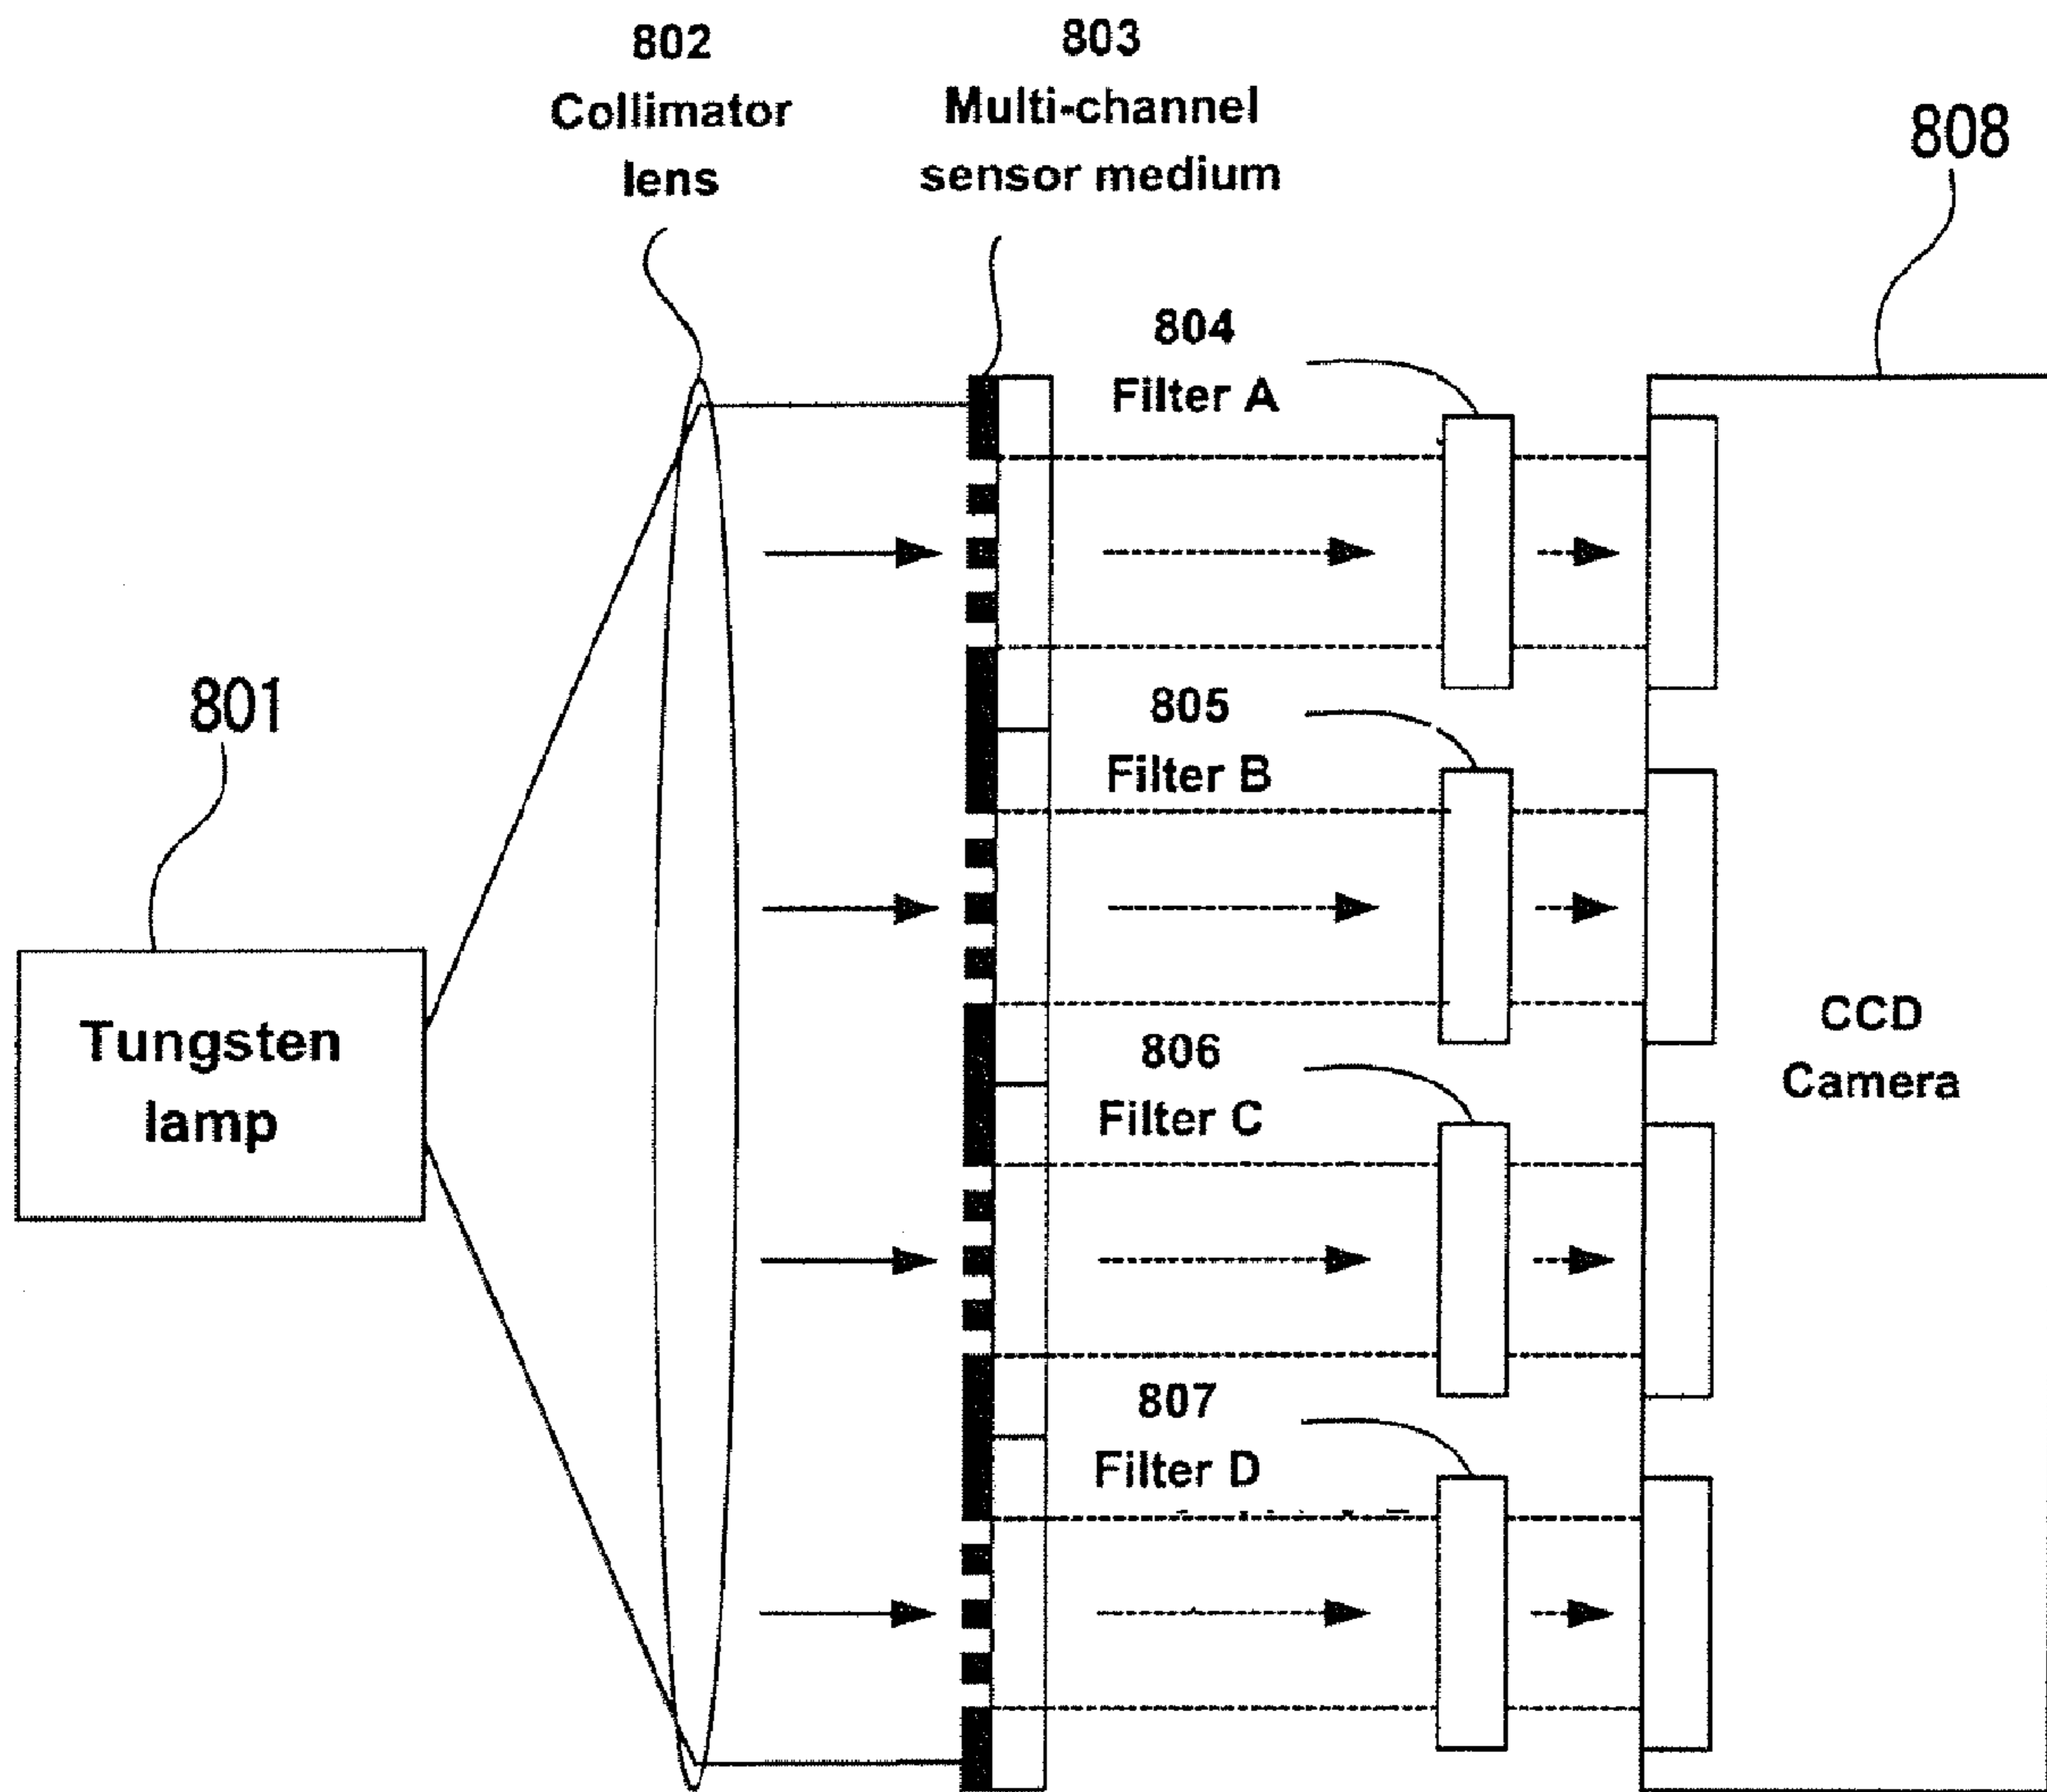 802
Collimator
lens
803
Multi-channel
sensor medium
808
804
Filter A
801
805
Filter B
Tungsten
lamp
CCD
Camera
806
Filter C
807
Filter D